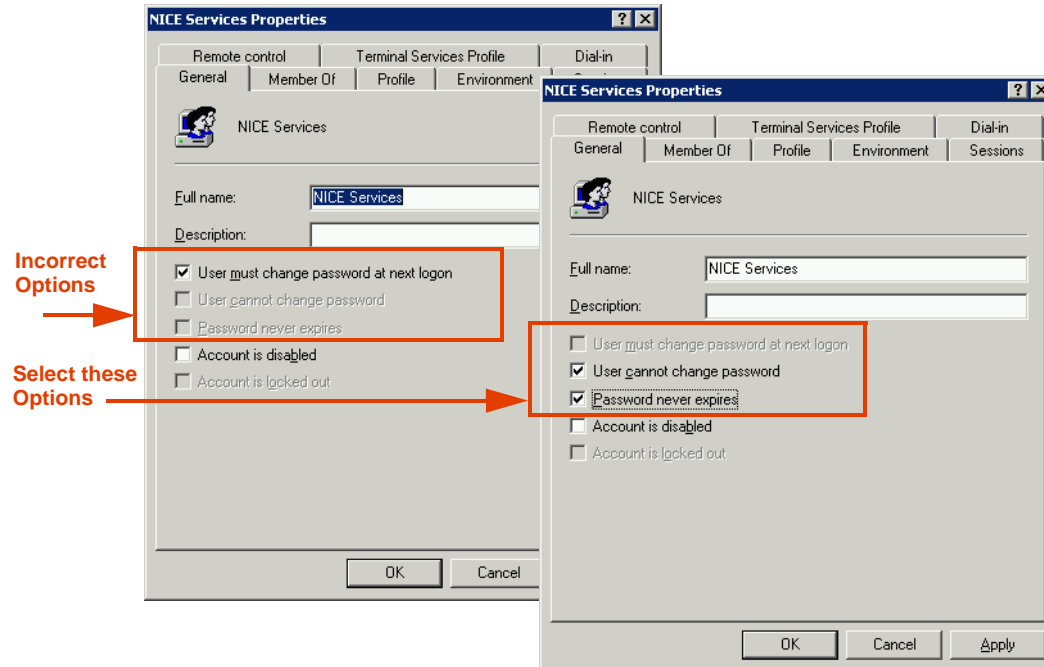 NICE Services Properties
Remote control Terminal Services Profile Dial-in
General Member Of Profile Environment
NICE Services
Full name: NICE Services
Description:
User must change password at next logon
User cannot change password
Password never expires
Account is disabled
Account is locked out
OK Cancel
Incorrect
Options
Select these
Options
NICE Services Properties
Remote control Terminal Services Profile Dial-in
General Member Of Profile Environment Sessions
NICE Services
Full name: NICE Services
Description:
User must change password at next logon
User cannot change password
Password never expires
Account is disabled
Account is locked out
OK Cancel Apply